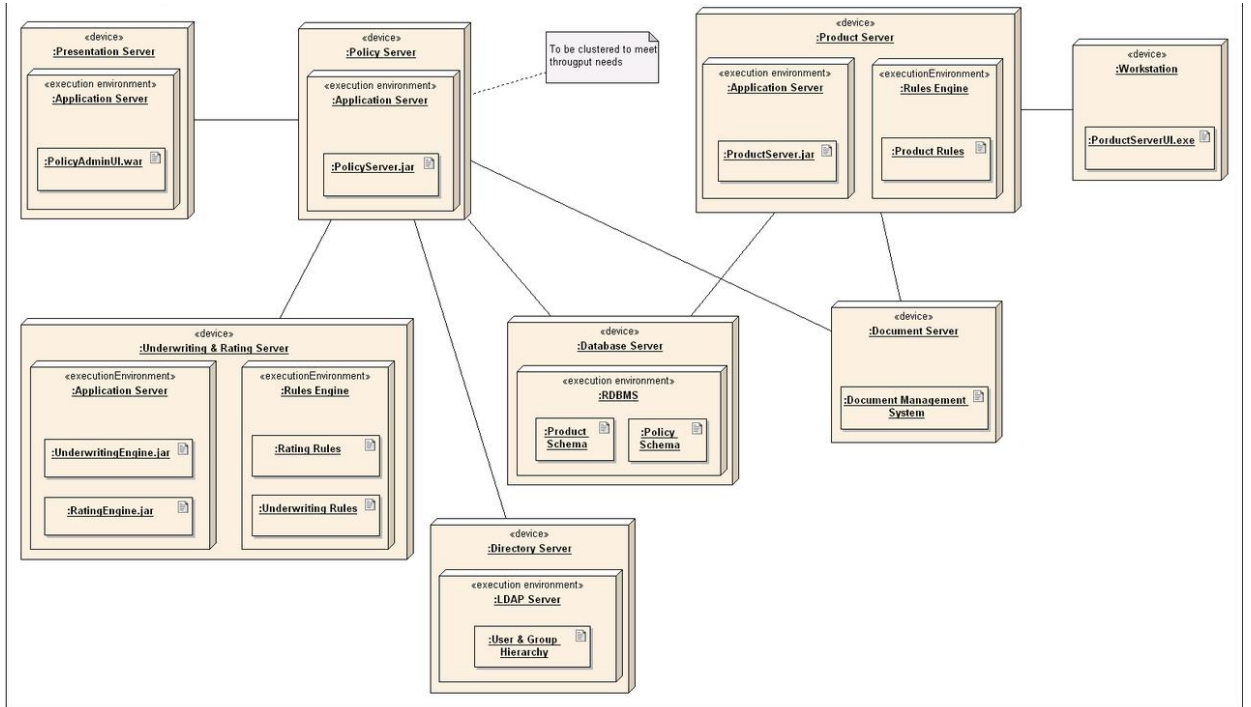 «device»
:Presentation Server
«execution environment»
:Application Server
:PolicyAdminUI.war
«device»
:Policy Server
«execution environment»
:Application Server
:PolicyServer.jar
To be clustered to meet
througput needs
«device»
:Product Server
«execution environment»
:Application Server
:ProductServer.jar
«executionEnvironment»
:Rules Engine
:Product Rules
«device»
:Workstation
:PorductServerUI.exe
«device»
:Underwriting & Rating Server
«executionEnvironment»
:Application Server
:UnderwritingEngine.jar
:RatingEngine.jar
«executionEnvironment»
:Rules Engine
:Rating Rules
:Underwriting Rules
«device»
:Database Server
«execution environment»
:RDBMS
:Product
Schema
:Policy
Schema
«device»
:Document Server
:Document Management
System
«device»
:Directory Server
«execution environment»
:LDAP Server
:User & Group
Hierarchy